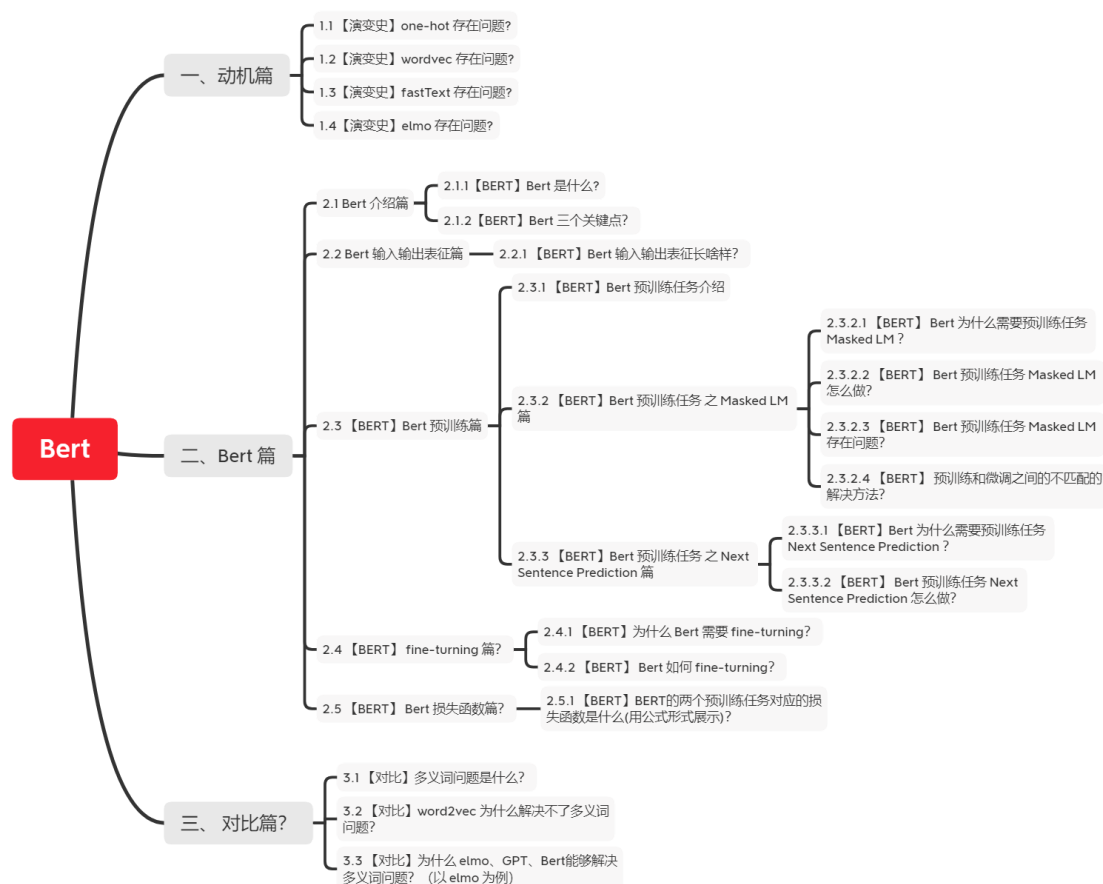 Bert
一、动机篇
1.1【演变史】one-hot 存在问题?
1.2【演变史】wordvec 存在问题?
1.3【演变史】fastText 存在问题?
1.4【演变史】elmo 存在问题?
二、Bert 篇
2.1 Bert 介绍篇
2.1.1【BERT】Bert 是什么?
2.1.2【BERT】Bert 三个关键点?
2.2 Bert 输入输出表征篇
2.2.1 【BERT】Bert 输入输出表征长啥样?
2.3 【BERT】Bert 预训练篇
2.3.1 【BERT】Bert 预训练任务介绍
2.3.2 【BERT】Bert 预训练任务 之 Masked LM
篇
2.3.2.1 【BERT】 Bert 为什么需要预训练任务
Masked LM ?
2.3.2.2 【BERT】 Bert 预训练任务 Masked LM
怎么做?
2.3.2.3 【BERT】 Bert 预训练任务 Masked LM
存在问题?
2.3.2.4 【BERT】 预训练和微调之间的不匹配的
解决方法?
2.3.3 【BERT】Bert 预训练任务 之 Next
Sentence Prediction 篇
2.3.3.1 【BERT】Bert 为什么需要预训练任务
Next Sentence Prediction ?
2.3.3.2 【BERT】 Bert 预训练任务 Next
Sentence Prediction 怎么做?
2.4 【BERT】 fine-turning 篇?
2.4.1 【BERT】为什么 Bert 需要 fine-turning?
2.4.2 【BERT】 Bert 如何 fine-turning?
2.5 【BERT】 Bert 损失函数篇?
2.5.1 【BERT】BERT的两个预训练任务对应的损
失函数是什么(用公式形式展示)?
三、 对比篇?
3.1 【对比】多义词问题是什么?
3.2 【对比】word2vec 为什么解决不了多义词
问题?
3.3 【对比】为什么 elmo、GPT、Bert能够解决
多义词问题?（以 elmo 为例）